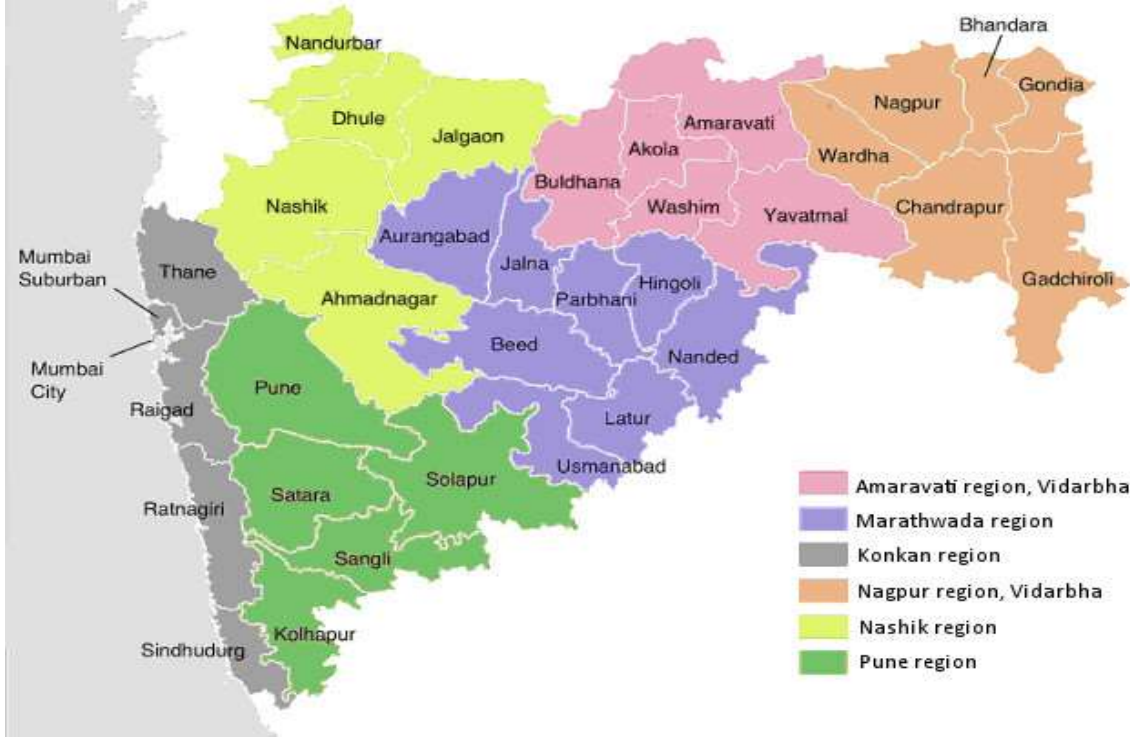 Nandurbar
Bhandara
Gondia
Nagpur
Dhule
Jalgaon
Amaravati
Akola
Wardha
Buldhana
Nashik
Washim
Yavatmal
Chandrapur
Aurangabad
Mumbai
Suburban
Thane
Jalna
Hingoli
Gadchiroli
Ahmadnagar
Parbhani
Beed
Nanded
Mumbai
City
Pune
Raigad
Latur
Usmanabad
Solapur
Satara
Ratnagiri
Sangli
Kolhapur
Sindhudurg
Amaravati region, Vidarbha
Marathwada region
Konkan region
Nagpur region, Vidarbha
Nashik region
Pune region